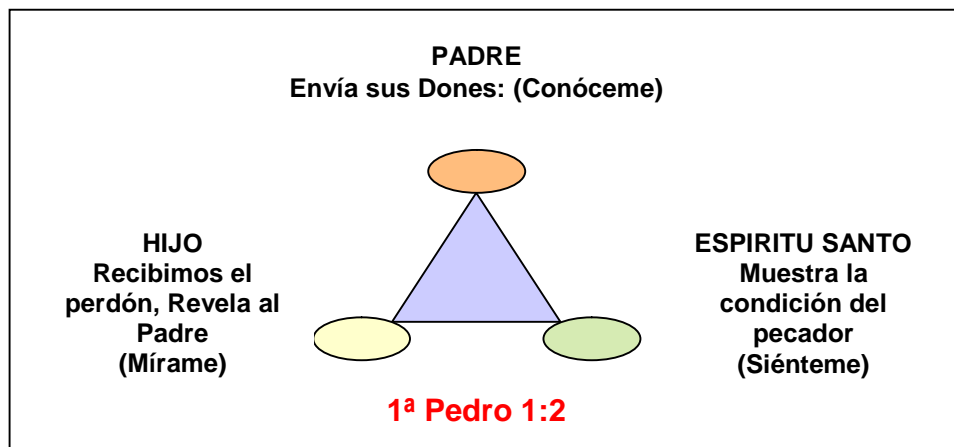 PADRE
Envía sus Dones: (Conóceme)
HIJO
Recibimos el
perdón, Revela al
Padre
(Mírame)
ESPIRITU SANTO
Muestra la
condición del
pecador
(Siénteme)
1ª Pedro 1:2